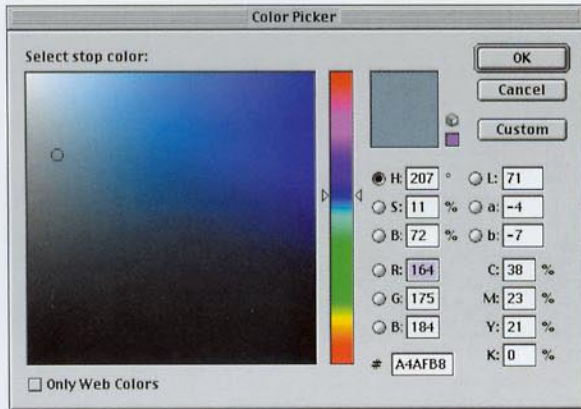 Color Picker
Select stop color:
OK
Cancel
Custom
H: 207 ° L: 71
S: 11 % a: -4
B: 72 % b: -7
R: 164 C: 38 %
G: 175 M: 23 %
B: 184 Y: 21 %
# A4AFB8 K: 0 %
Only Web Colors